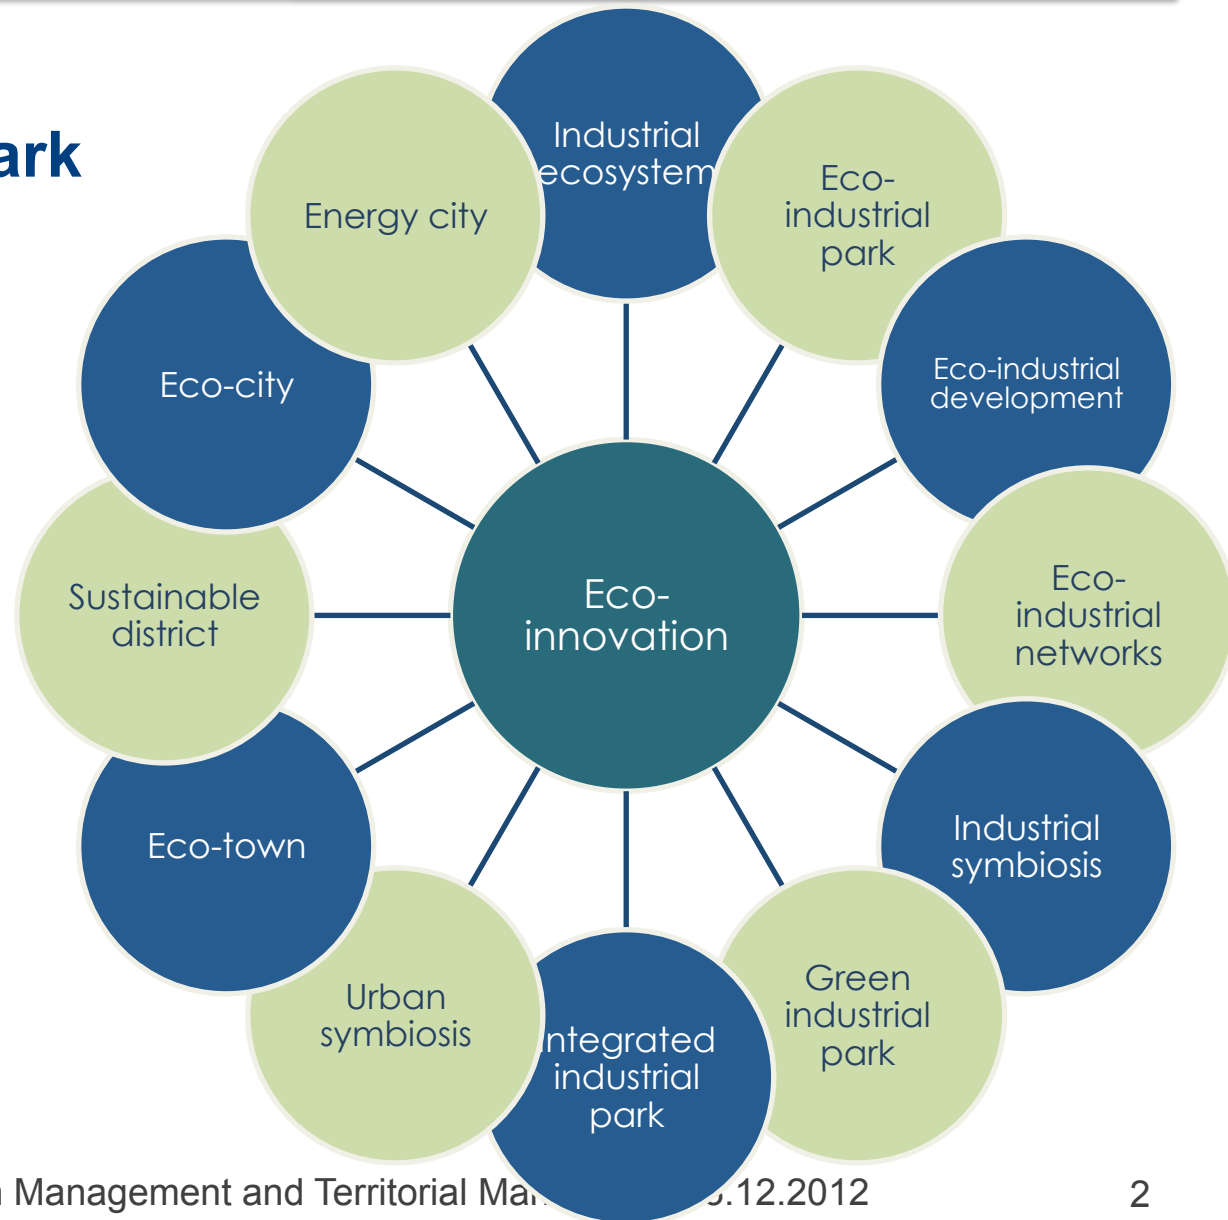 ark
Industrial
ecosystem
Eco-
industrial
park
Energy city
Eco-industrial
development
Eco-city
Eco-
industrial
networks
Sustainable
district
Eco-
innovation
Industrial
symbiosis
Eco-town
Green
industrial
park
Urban
symbiosis
ntegrated
industrial
park
Management and Territorial Ma .12.2012
2